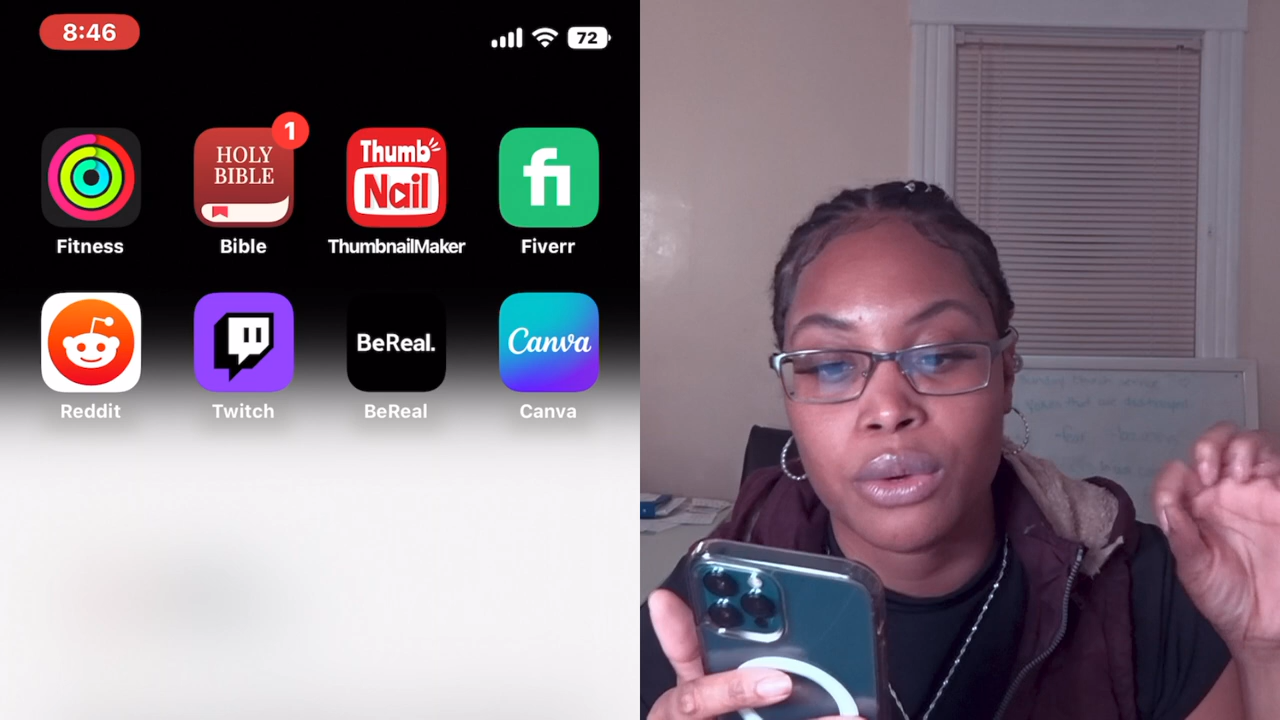 8:46
72
1
HOLY
BIBLE
Thumb
Nail
fi
Fitness
Bible
ThumbnailMaker
Fiverr
BeReal.
Canva
Reddit
Twitch
BeReal
Canva